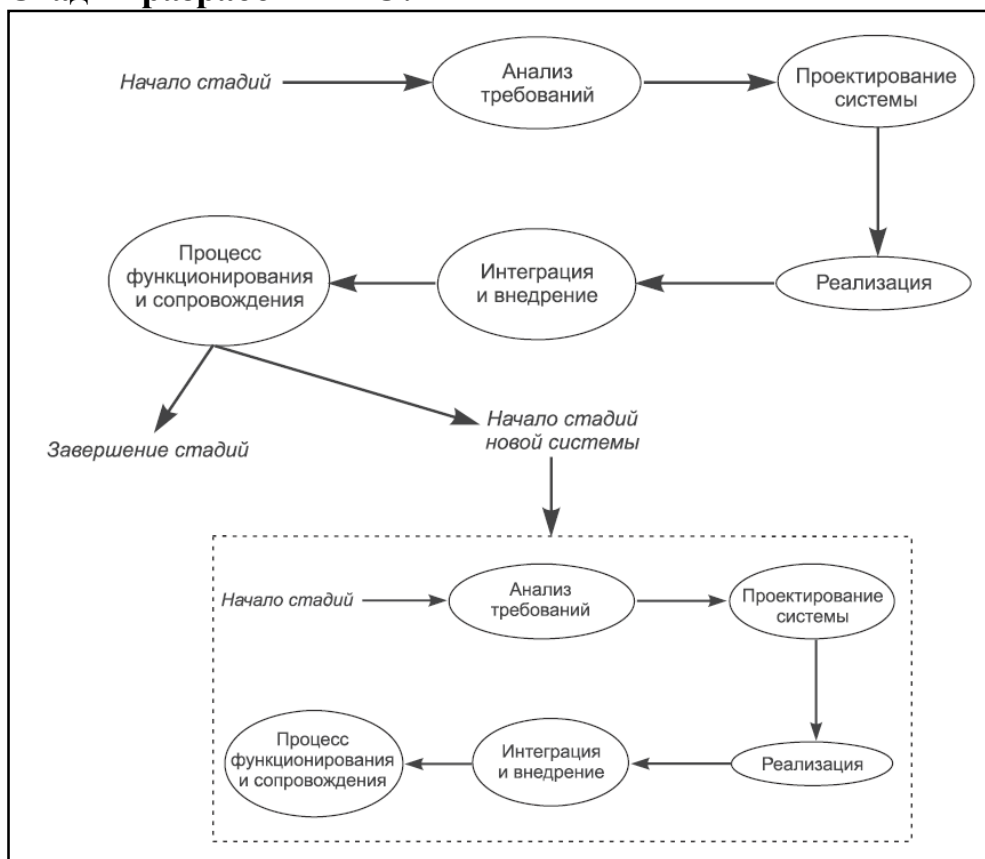 Начало стадий
Анализ
требований
Проектирование
системы
Процесс
функционирования
и сопровождения
Интеграция
и внедрение
Реализация
Завершение стадий
Начало стадий
новой системы
Начало стадий
Анализ
требований
Проектирование
системы
Процесс
функционирования
и сопровождения
Интеграция
и внедрение
Реализация